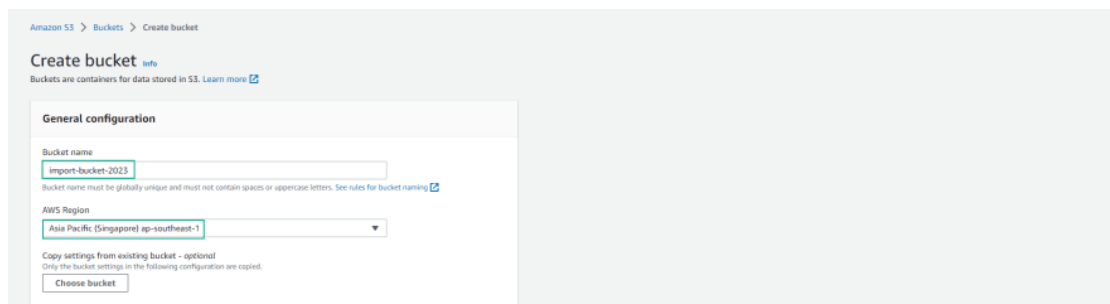 Amazon S3 > Buckets > Create bucket
Create bucket Info
Buckets are containers for data stored in S3. Learn more
General configuration
Bucket name
import-bucket-2023
Bucket name must be globally unique and must not contain spaces or uppercase letters. See rules for bucket naming
AWS Region
Asia Pacific (Singapore) ap-southeast-1
Copy settings from existing bucket - optional
Only the bucket settings in the following configuration are copied.
Choose bucket